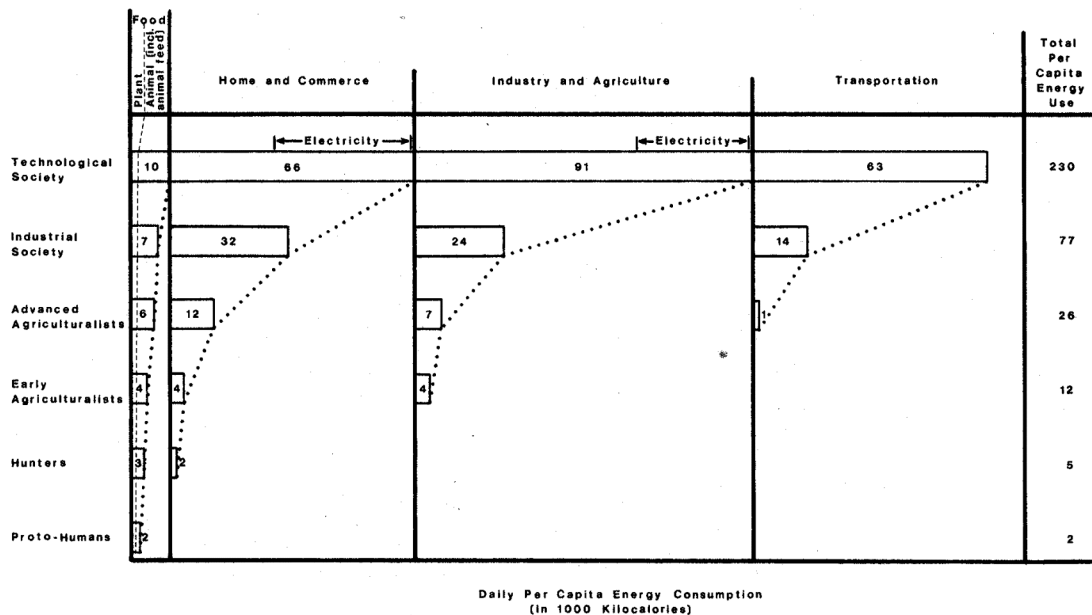 Food
Plant
Animal (incl.
animal feed)
Home and Commerce
Industry and Agriculture
Transportation
Total
Per
Capita
Energy
Use
Electricity
Electricity
Technological
Society
10
66
91
63
230
Industrial
Society
7
32
24
14
77
Advanced
Agriculturalists
6
12
7
1
26
Early
Agriculturalists
4
4
4
12
Hunters
3
2
5
Proto-Humans
2
2
Daily Per Capita Energy Consumption
(In 1000 Kilocalories)